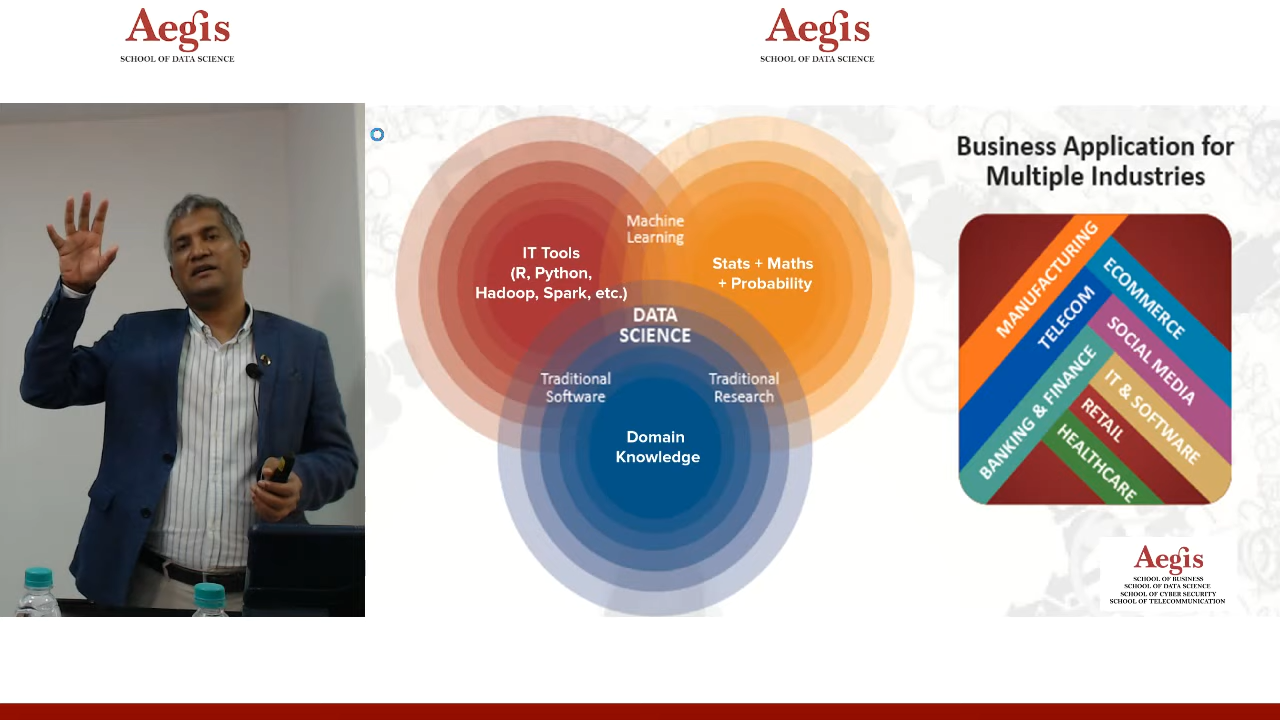 Aegis
SCHOOL OF DATA SCIENCE
Aegis
SCHOOL OF DATA SCIENCE
Machine
Learning
IT Tools
(R, Python,
Hadoop, Spark, etc.)
Stats + Maths
+ Probability
DATA
SCIENCE
Traditional
Software
Traditional
Research
Domain
Knowledge
Business Application for
Multiple Industries
MANUFACTURING
ECOMMERCE
TELECOM
SOCIAL MEDIA
BANKING & FINANCE
IT & SOFTWARE
RETAIL
HEALTHCARE
Aegis
SCHOOL OF BUSINESS
SCHOOL OF DATA SCIENCE
SCHOOL OF CYBER SECURITY
SCHOOL OF TELECOMMUNICATION